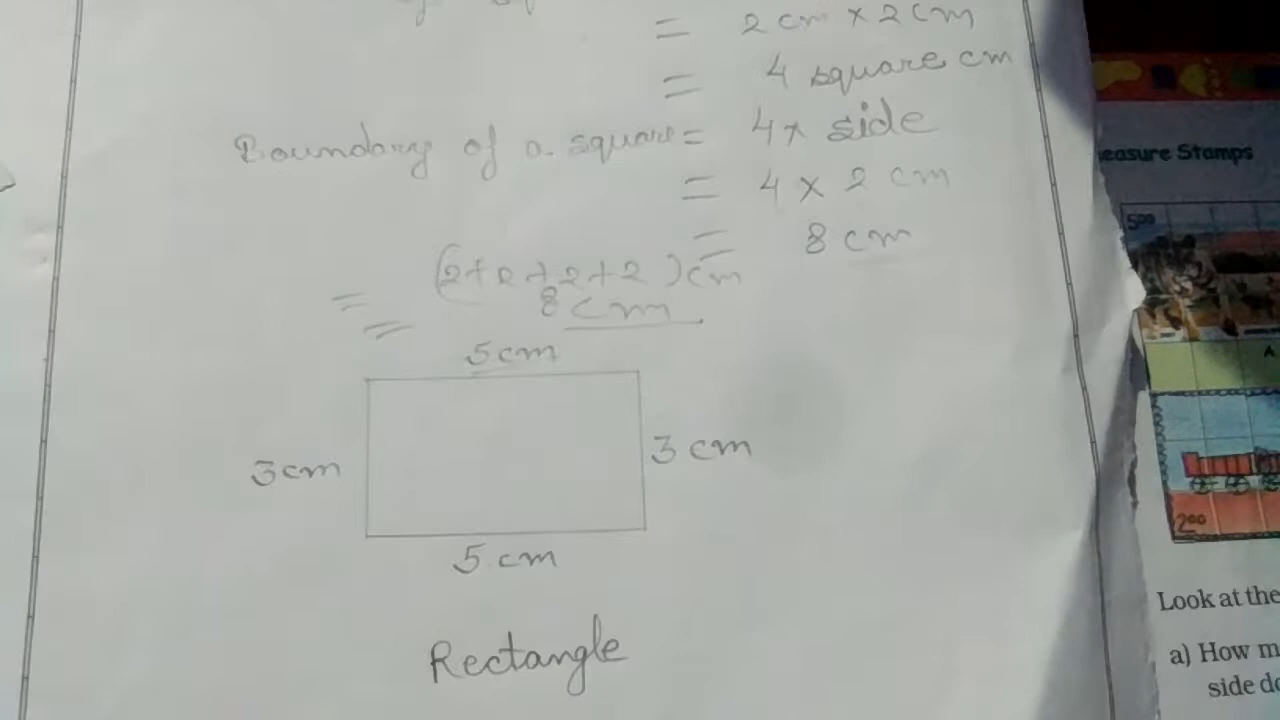 = 2 cm × 2 cm
= 4 square cm
Boundary of a square = 4 × side
= 4 × 2 cm
= 8 cm
= (2+2+2+2) cm
= 8 cm
5 cm
3 cm
3 cm
5 cm
Rectangle
easure Stamps
500
A
200
Look at the
a) How m
side do